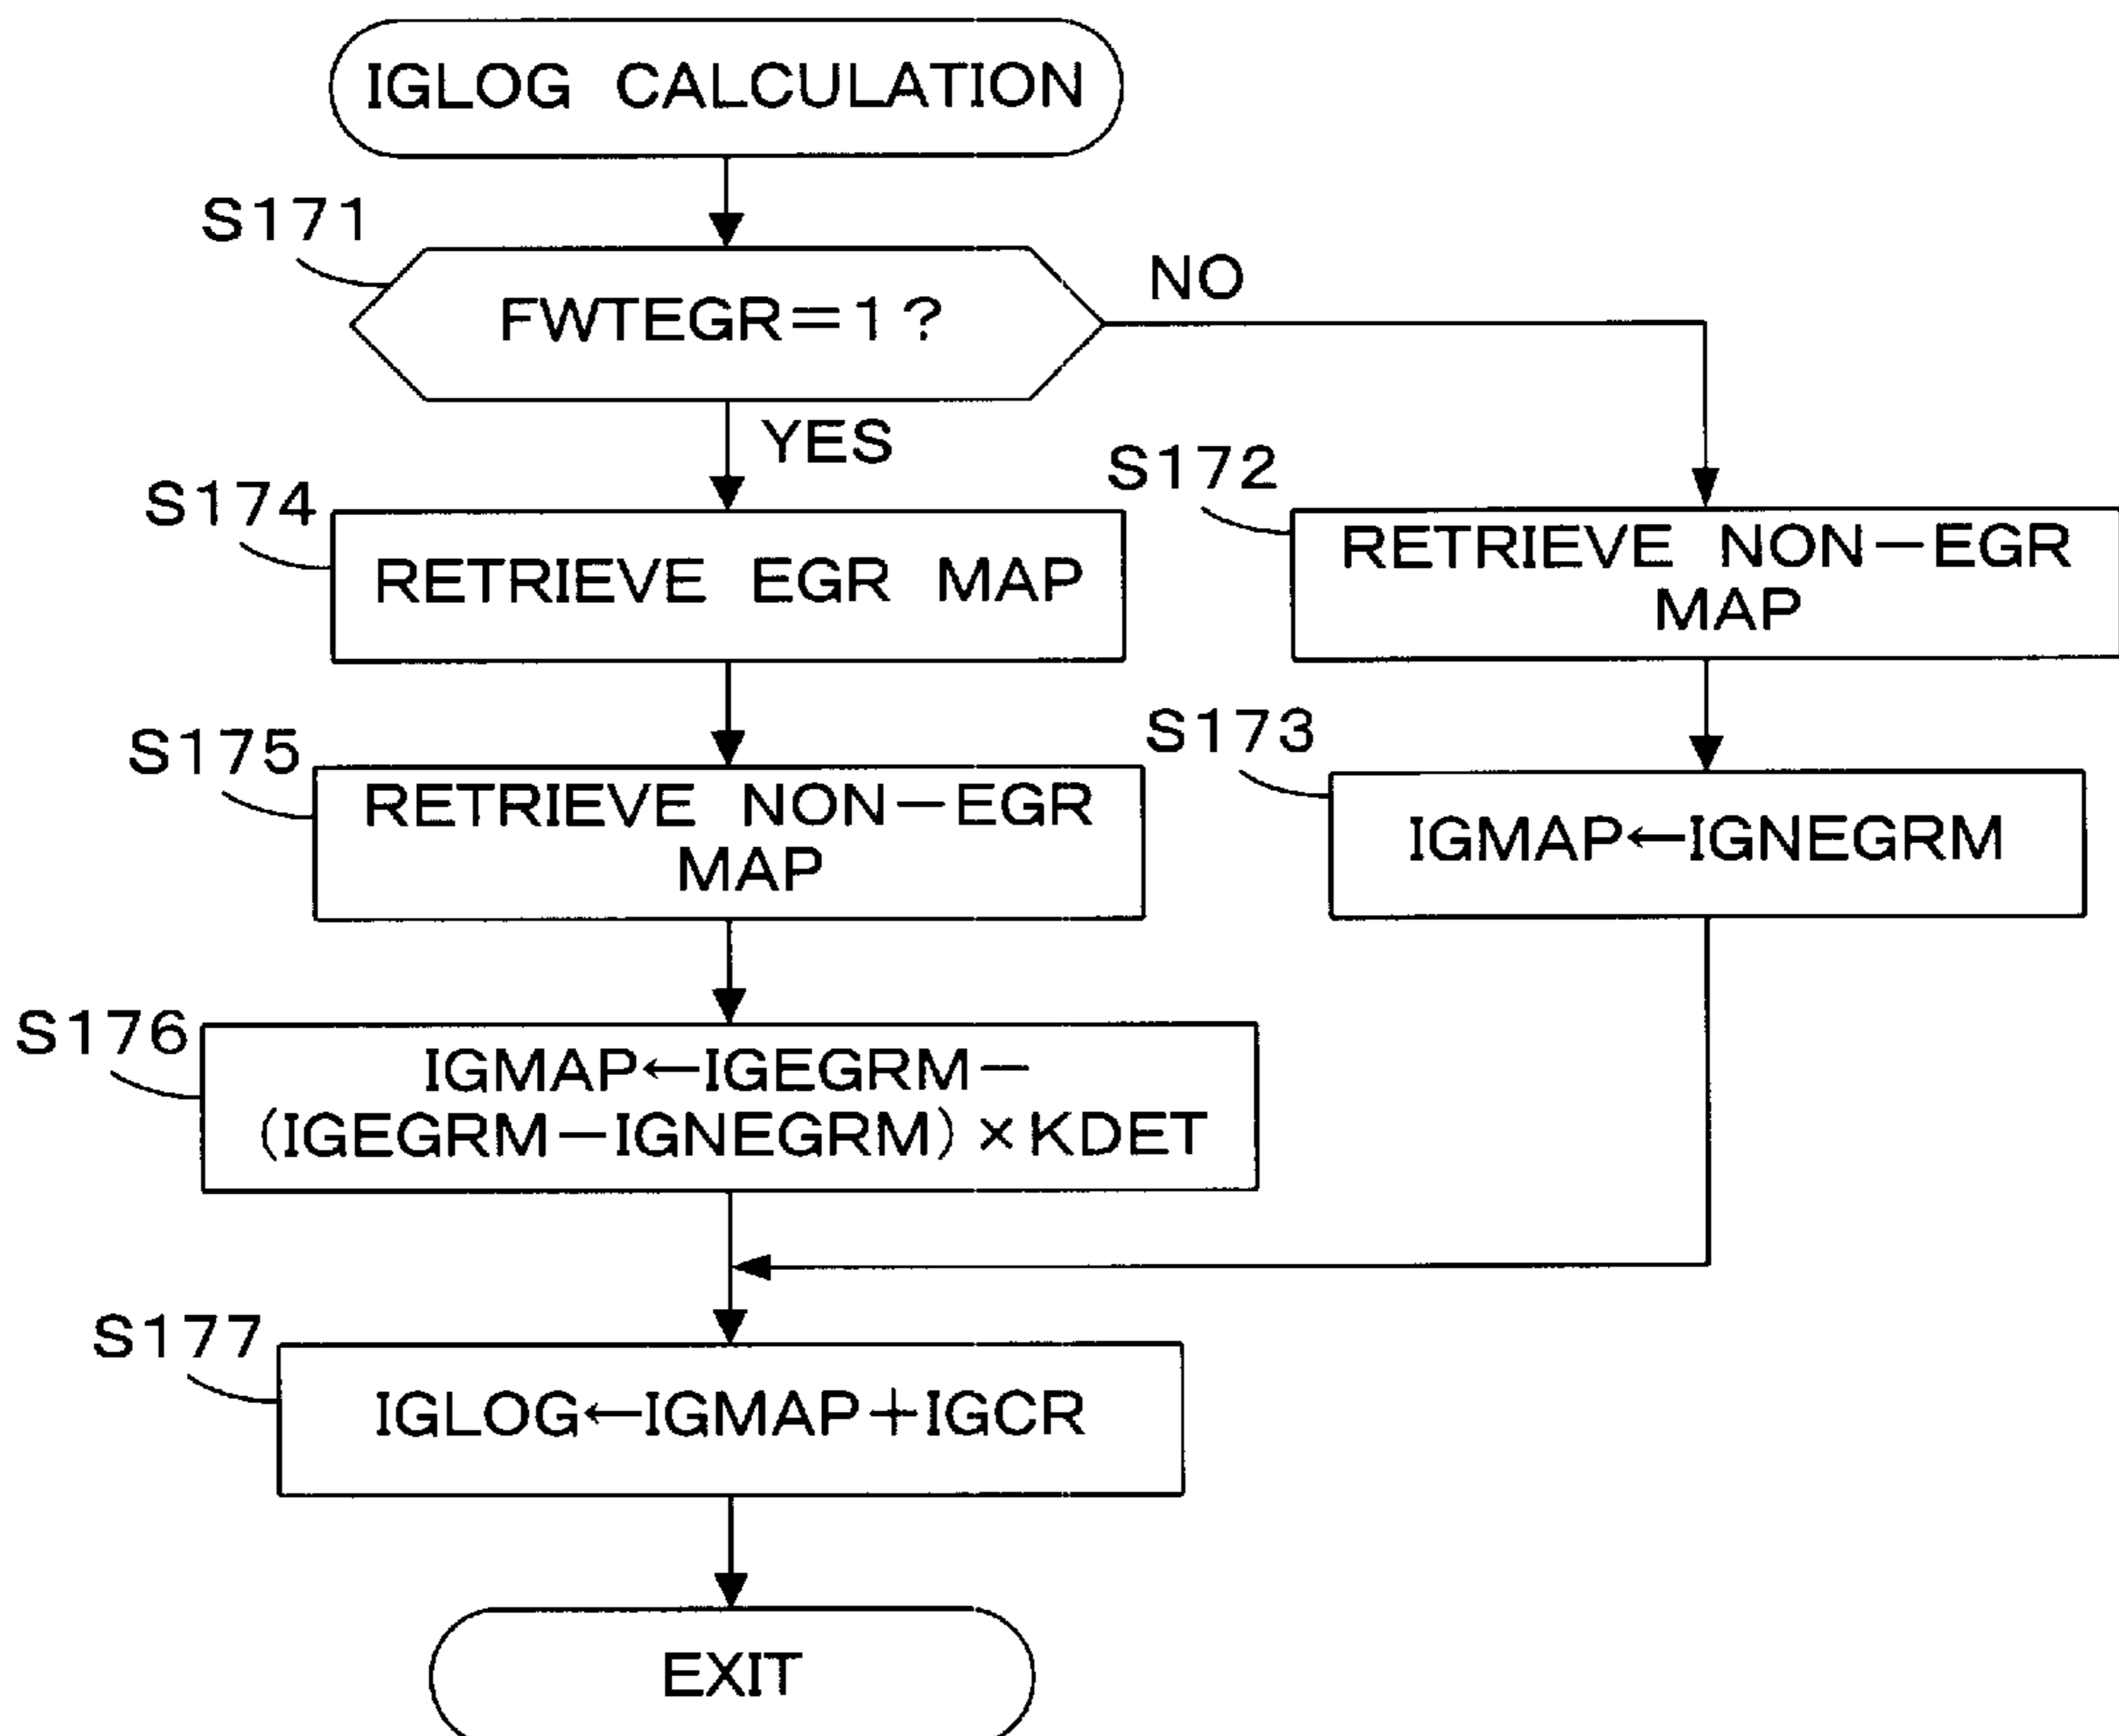 IGLOG CALCULATION
S171
FWTEGR=1?
NO
YES
S174
RETRIEVE EGR MAP
S172
RETRIEVE NON-EGR
MAP
S175
RETRIEVE NON-EGR
MAP
S173
IGMAP←IGNEGRM
S176
IGMAP←IGEGRM-
(IGEGRM-IGNEGRM)×KDET
S177
IGLOG←IGMAP+IGCR
EXIT